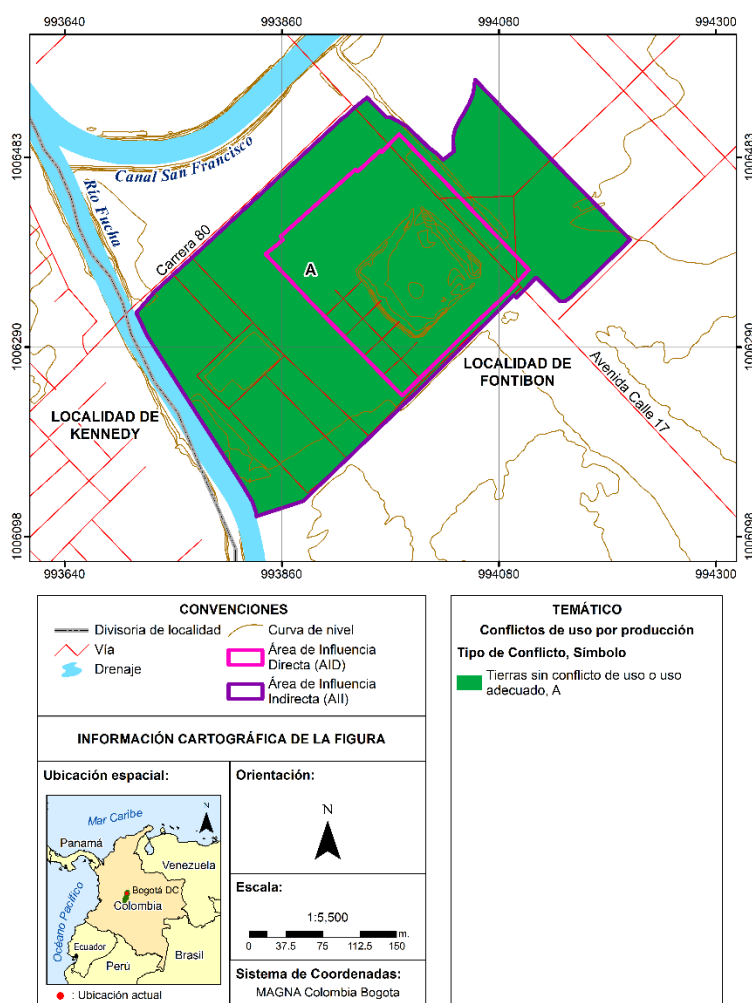 993640
993860
994080
994300
1006483
1006483
Canal San Francisco
Río Fucha
Carrera 80
A
1006290
1006290
LOCALIDAD DE
FONTIBON
Avenida Calle 17
LOCALIDAD DE
KENNEDY
1006098
1006098
993640
993860
994080
994300
CONVENCIONES
Divisoria de localidad
Vía
Drenaje
Curva de nivel
Área de Influencia
Directa (AID)
Área de Influencia
Indirecta (AII)
TEMÁTICO
Conflictos de uso por producción
Tipo de Conflicto, Símbolo
Tierras sin conflicto de uso o uso
adecuado, A
INFORMACIÓN CARTOGRÁFICA DE LA FIGURA
Ubicación espacial:
N
Mar Caribe
Panamá
Venezuela
Bogotá DC
Colombia
Océano Pacífico
Ecuador
Perú
Brasil
: Ubicación actual
Orientación:
N
Escala:
1:5.500
m.
0 37.5 75 112.5 150
Sistema de Coordenadas:
MAGNA Colombia Bogota